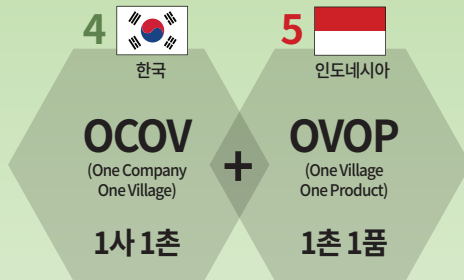 4
한국
OCOV
(One Company
One Village)
1사 1촌
+
5
인도네시아
OVOP
(One Village
One Product)
1촌 1품